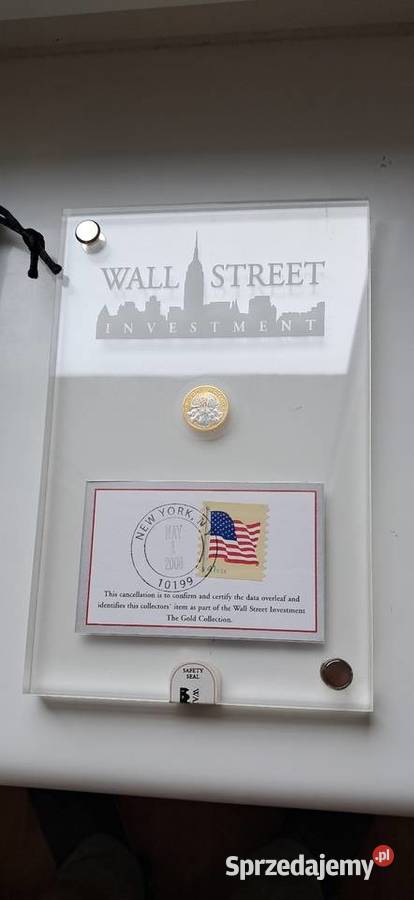 WALL STREET
INVESTMENT
NEW YORK, N
MAY
2008
10199
This cancellation is to confirm and certify the data overleaf and
identifies this collectors' item as part of the Wall Street Investment
The Gold Collection.
SAFETY
SEAL
Sprzedajemy.pl